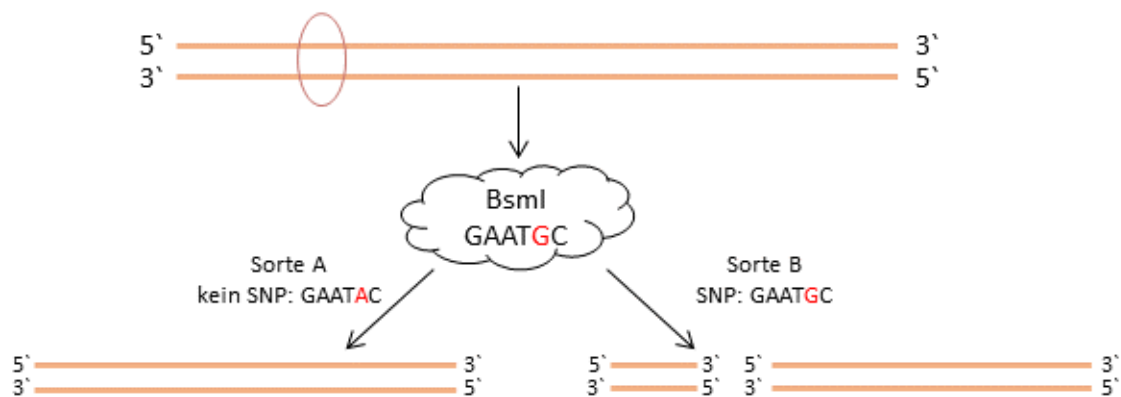 5` 3`
3` 5`
BsmI
GAATGC
Sorte A
kein SNP: GAATAC
Sorte B
SNP: GAATGC
5` 3` 5` 3` 5` 3`
3` 5` 3` 5` 3` 5`